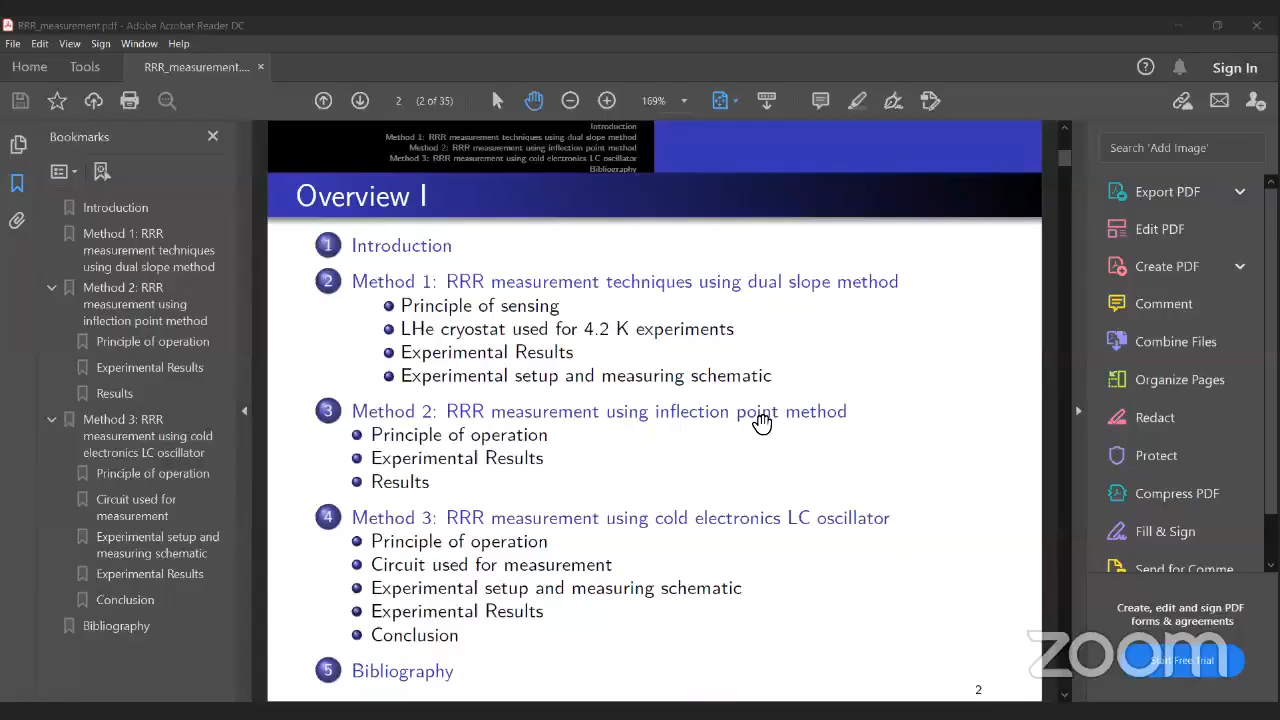 RRR_measurement.pdf - Adobe Acrobat Reader DC
File Edit View Sign Window Help
Home Tools RRR_measurement.... ×
Sign In
2 (2 of 35) 169%
Bookmarks
Introduction
Method 1: RRR
measurement techniques
using dual slope method
Method 2: RRR
measurement using
inflection point method
Principle of operation
Experimental Results
Results
Method 3: RRR
measurement using cold
electronics LC oscillator
Principle of operation
Circuit used for
measurement
Experimental setup and
measuring schematic
Experimental Results
Conclusion
Bibliography
Introduction
Method 1: RRR measurement techniques using dual slope method
Method 2: RRR measurement using inflection point method
Method 3: RRR measurement using cold electronics LC oscillator
Bibliography
Overview I
1 Introduction
2 Method 1: RRR measurement techniques using dual slope method
Principle of sensing
LHe cryostat used for 4.2 K experiments
Experimental Results
Experimental setup and measuring schematic
3 Method 2: RRR measurement using inflection point method
Principle of operation
Experimental Results
Results
4 Method 3: RRR measurement using cold electronics LC oscillator
Principle of operation
Circuit used for measurement
Experimental setup and measuring schematic
Experimental Results
Conclusion
5 Bibliography
2
Search 'Add Image'
Export PDF
Edit PDF
Create PDF
Comment
Combine Files
Organize Pages
Redact
Protect
Compress PDF
Fill & Sign
Send for Comme
Create, edit and sign PDF
forms & agreements
Start Free Trial
zoom